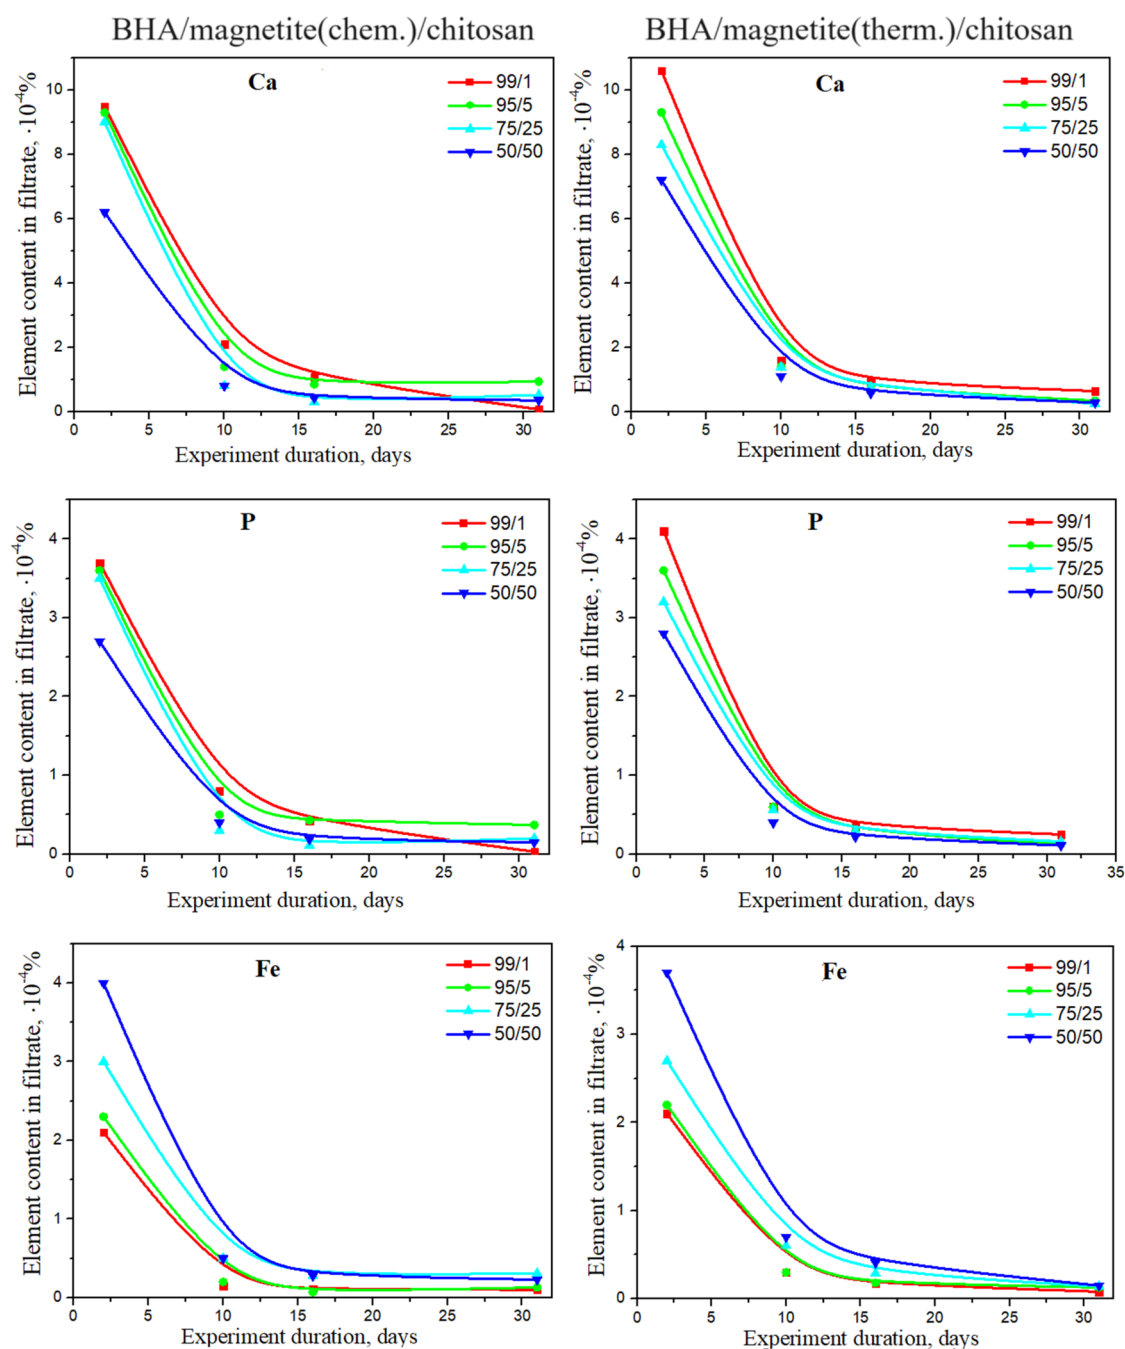 BHA/magnetite(chem.)/chitosan
BHA/magnetite(therm.)/chitosan
Ca
99/1
95/5
75/25
50/50
Element content in filtrate, ·10⁻⁴%
10
8
6
4
2
0
0 5 10 15 20 25 30
Experiment duration, days
Ca
99/1
95/5
75/25
50/50
Element content in filtrate, ·10⁻⁴%
10
8
6
4
2
0
0 5 10 15 20 25 30
Experiment duration, days
P
99/1
95/5
75/25
50/50
Element content in filtrate, ·10⁻⁴%
4
3
2
1
0
0 5 10 15 20 25 30
Experiment duration, days
P
99/1
95/5
75/25
50/50
Element content in filtrate, ·10⁻⁴%
4
3
2
1
0
0 5 10 15 20 25 30 35
Experiment duration, days
Fe
99/1
95/5
75/25
50/50
Element content in filtrate, ·10⁻⁴%
4
3
2
1
0
0 5 10 15 20 25 30
Experiment duration, days
Fe
99/1
95/5
75/25
50/50
Element content in filtrate, ·10⁻⁴%
4
3
2
1
0
0 5 10 15 20 25 30
Experiment duration, days